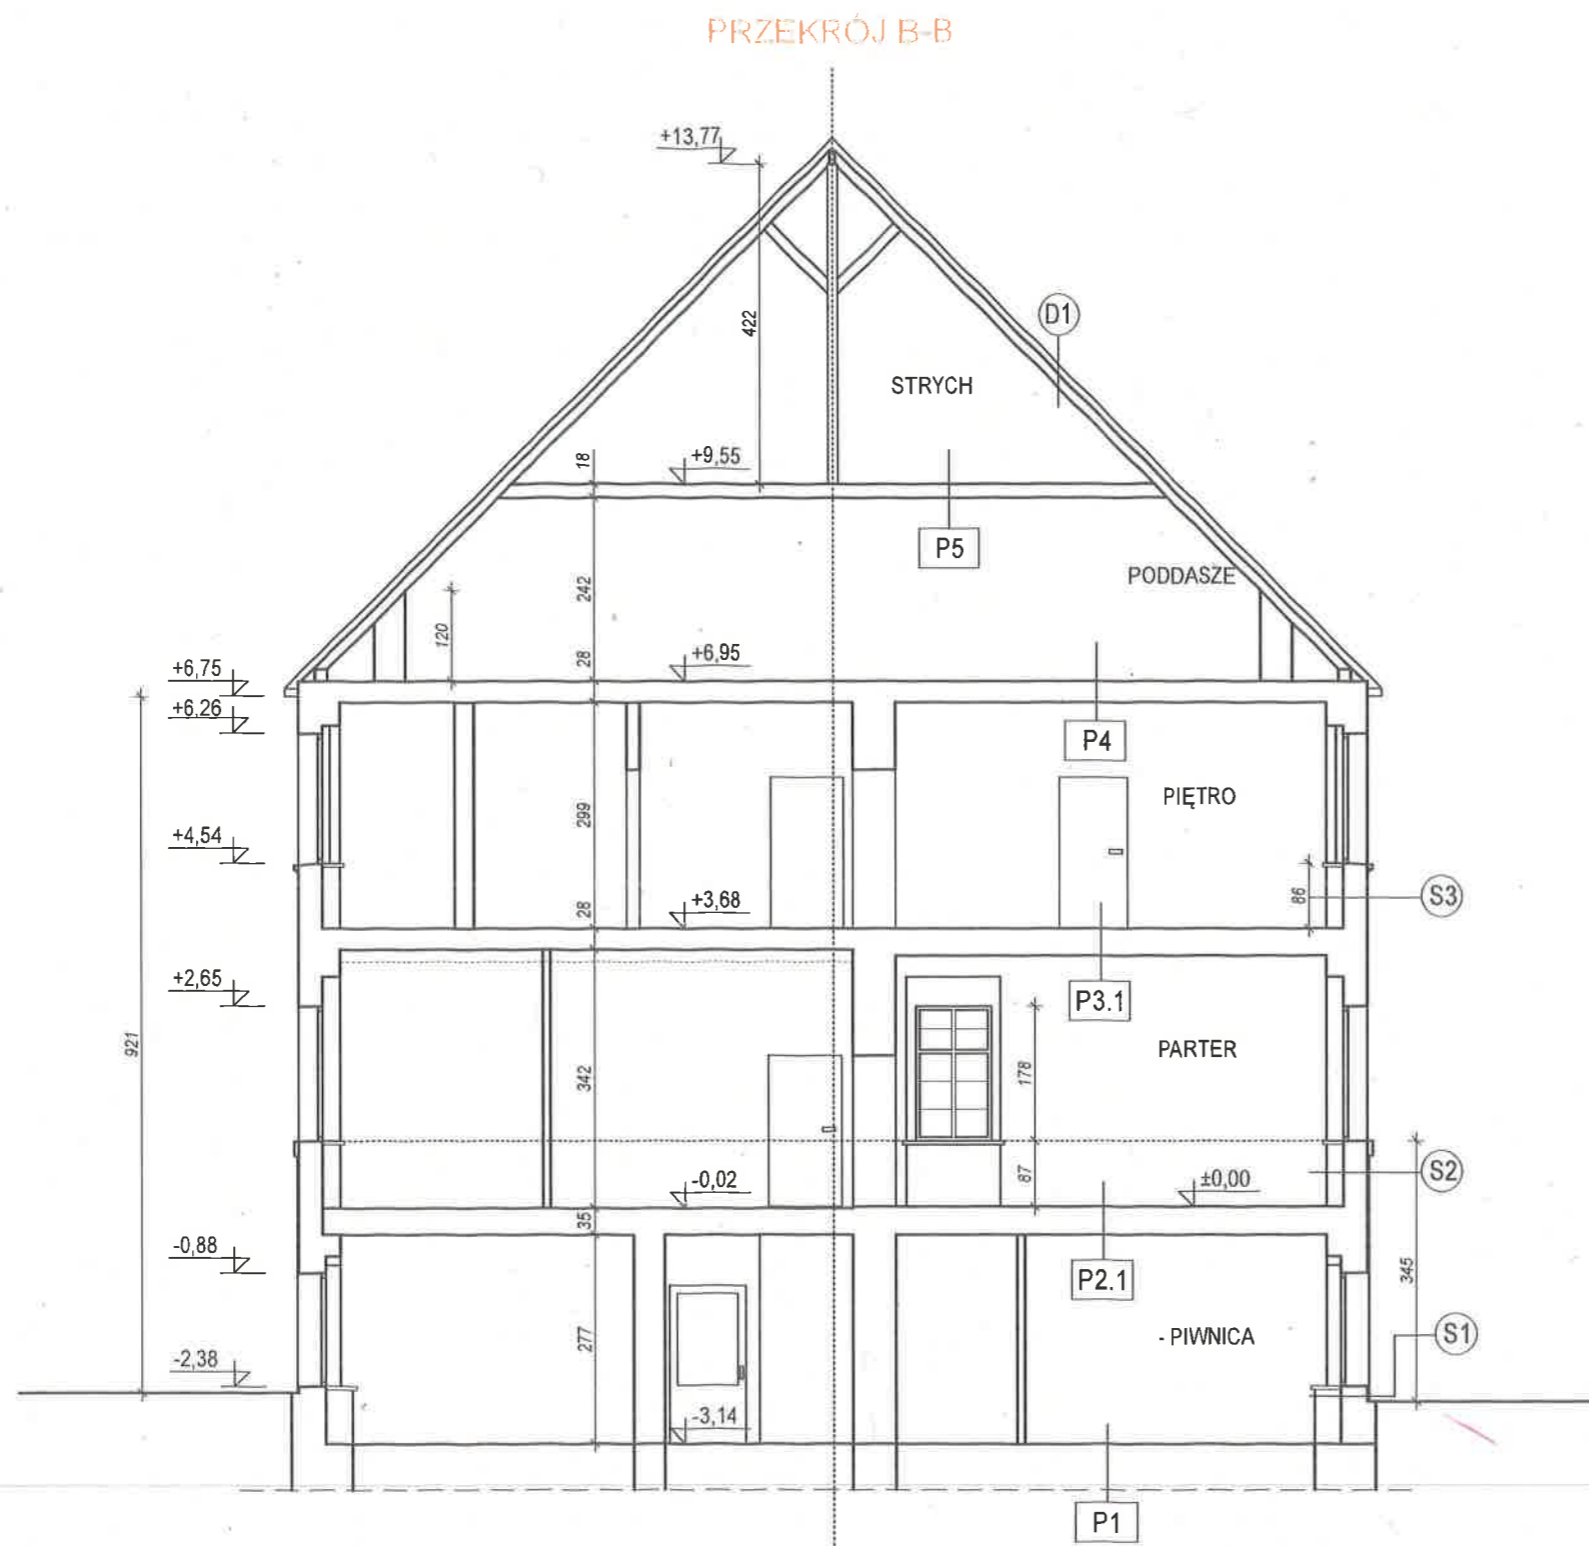 PRZEKRÓJ B-B
+13,77
422
D1
STRYCH
18
+9,55
P5
PODDASZE
242
120
28
+6,95
+6,75
+6,26
P4
PIĘTRO
299
+4,54
86
S3
28
+3,68
+2,65
P3.1
PARTER
921
342
178
87
S2
-0,02
±0,00
35
-0,88
P2.1
345
277
- PIWNICA
S1
-2,38
-3,14
P1